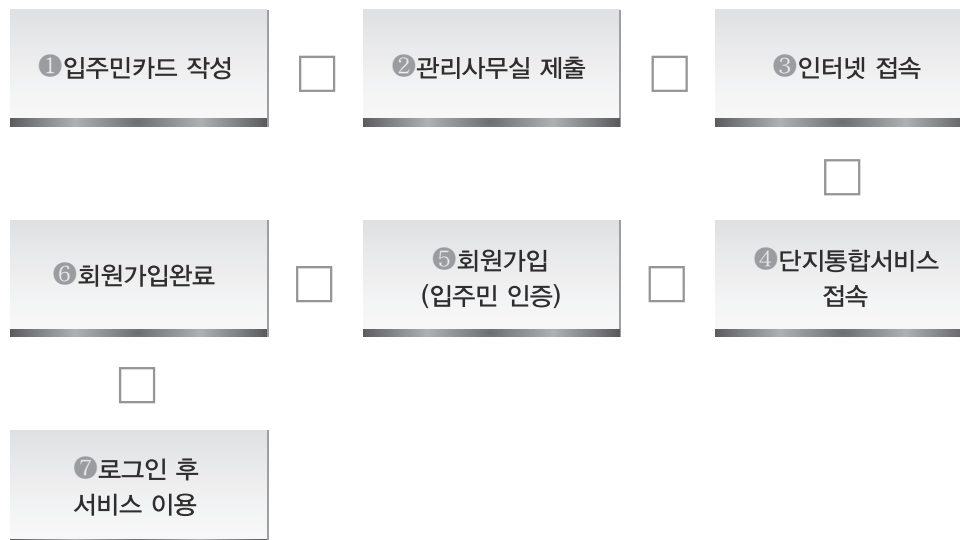 ❶입주민카드 작성
❷관리사무실 제출
❸인터넷 접속
❹단지통합서비스
접속
❺회원가입
(입주민 인증)
❻회원가입완료
❼로그인 후
서비스 이용